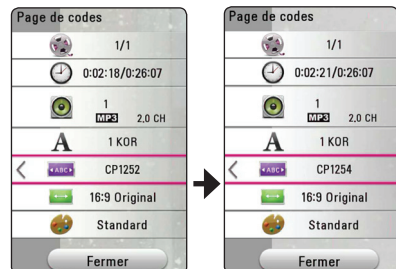 Page de codes
1/1
0:02:18/0:26:07
1
MP3 2,0 CH
A 1 KOR
ABC CP1252
16:9 Original
Standard
Fermer
Page de codes
1/1
0:02:21/0:26:07
1
MP3 2,0 CH
A 1 KOR
ABC CP1254
16:9 Original
Standard
Fermer